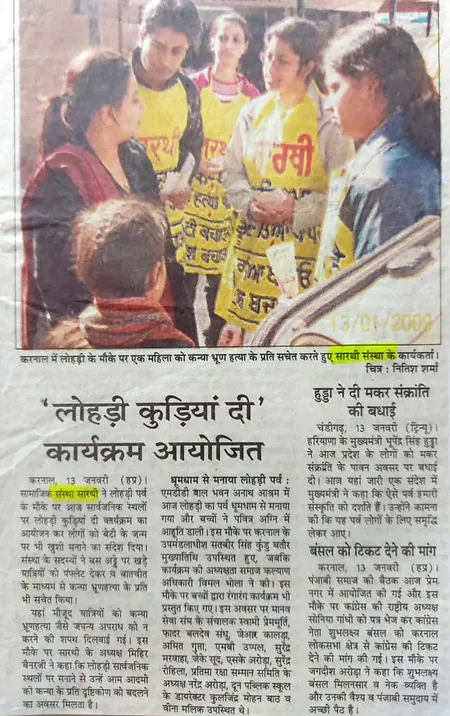 सारथी
हत्या
टी बचाओ
रथी
13/01/2009
करनाल में लोहड़ी के मौके पर एक महिला को कन्या भ्रूण हत्या के प्रति सचेत करते हुए सारथी संस्था के कार्यकर्ता।
चित्र : नितिश शर्मा
'लोहड़ी कुड़ियां दी'
कार्यक्रम आयोजित
करनाल, 13 जनवरी (हप्र)।
सामाजिक संस्था सारथी ने लोहड़ी पर्व
के मौके पर आज सार्वजनिक स्थलों
पर लोहड़ी कुड़ियां दी कार्यक्रम का
आयोजन कर लोगों को बेटी के जन्म
पर भी खुशी मनाने का संदेश दिया।
संस्था के सदस्यों ने बस अड्डे पर खड़े
यात्रियों को पंफ्लेट देकर व बातचीत
के माध्यम से कन्या भ्रूणहत्या के प्रति
भी सचेत किया।
यहां मौजूद यात्रियों को कन्या
भ्रूणहत्या जैसे जघन्य अपराध को न
करने की शपथ दिलवाई गई। इस
मौके पर सारथी के अध्यक्ष मिहिर
बैनरजी ने कहा कि लोहड़ी सार्वजनिक
स्थलों पर मनाने से उन्हें आम आदमी
को कन्या के प्रति दृष्टिकोण को बदलने
का अवसर मिलता है।
धूमधाम से मनाया लोहड़ी पर्व :
एमडीडी बाल भवन अनाथ आश्रम में
आज लोहड़ी का पर्व धूमधाम से मनाया
गया और बच्चों ने पवित्र अग्नि में
आहूति डाली। इस मौके पर करनाल के
उपमंडलाधीश सतबीर सिंह कुंडु बतौर
मुख्यातिथि उपस्थित हुए, जबकि
कार्यक्रम की अध्यक्षता समाज कल्याण
अधिकारी विमल भोला ने की। इस
मौके पर बच्चों द्वारा रंगारंग कार्यक्रम भी
प्रस्तुत किए गए। इस अवसर पर मानव
सेवा संघ के संचालक स्वामी प्रेममूर्ति,
फादर बलदेव संधू, जेआर कालड़ा,
अमित गुप्ता, एमबी उप्पल, सुरेंद्र
मरवाहा, जेके सूद, एसके अरोड़ा, सुरेंद्र
रोहिला, प्रतिमा रक्षा सम्मान समिति के
अध्यक्ष नरेंद्र अरोड़ा, दून पब्लिक स्कूल
के डायरेक्टर कुलजिंद्र मोहन बाठ व
वीना मलिक उपस्थित थे।
हुड्डा ने दी मकर संक्रांति
की बधाई
चंडीगढ़, 13 जनवरी (ट्रिन्यू)।
हरियाणा के मुख्यमंत्री भूपेंद्र सिंह हुड्डा
ने आज प्रदेश के लोगों को मकर
संक्रांति के पावन अवसर पर बधाई
दी। आज यहां जारी एक संदेश में
मुख्यमंत्री ने कहा कि ऐसे पर्व हमारी
संस्कृति को दर्शाते हैं। उन्होंने कामना
की कि यह पर्व लोगों के लिए समृद्धि
लेकर आए।
बंसल को टिकट देने की मांग
करनाल, 13 जनवरी (हप्र)।
पंजाबी समाज की बैठक आज प्रेम
नगर में आयोजित की गई और इस
मौके पर कांग्रेस की राष्ट्रीय अध्यक्ष
सोनिया गांधी को पत्र भेज कर कांग्रेस
नेता शुभलक्ष्य बंसल को करनाल
लोकसभा क्षेत्र से कांग्रेस की टिकट
देने की मांग की गई। इस मौके पर
जगदीश अरोड़ा ने कहा कि शुभलक्ष्य
बंसल मिलनसार व नेक व्यक्ति है
और उनकी वैश्य व पंजाबी समुदाय में
अच्छी पैठ है।